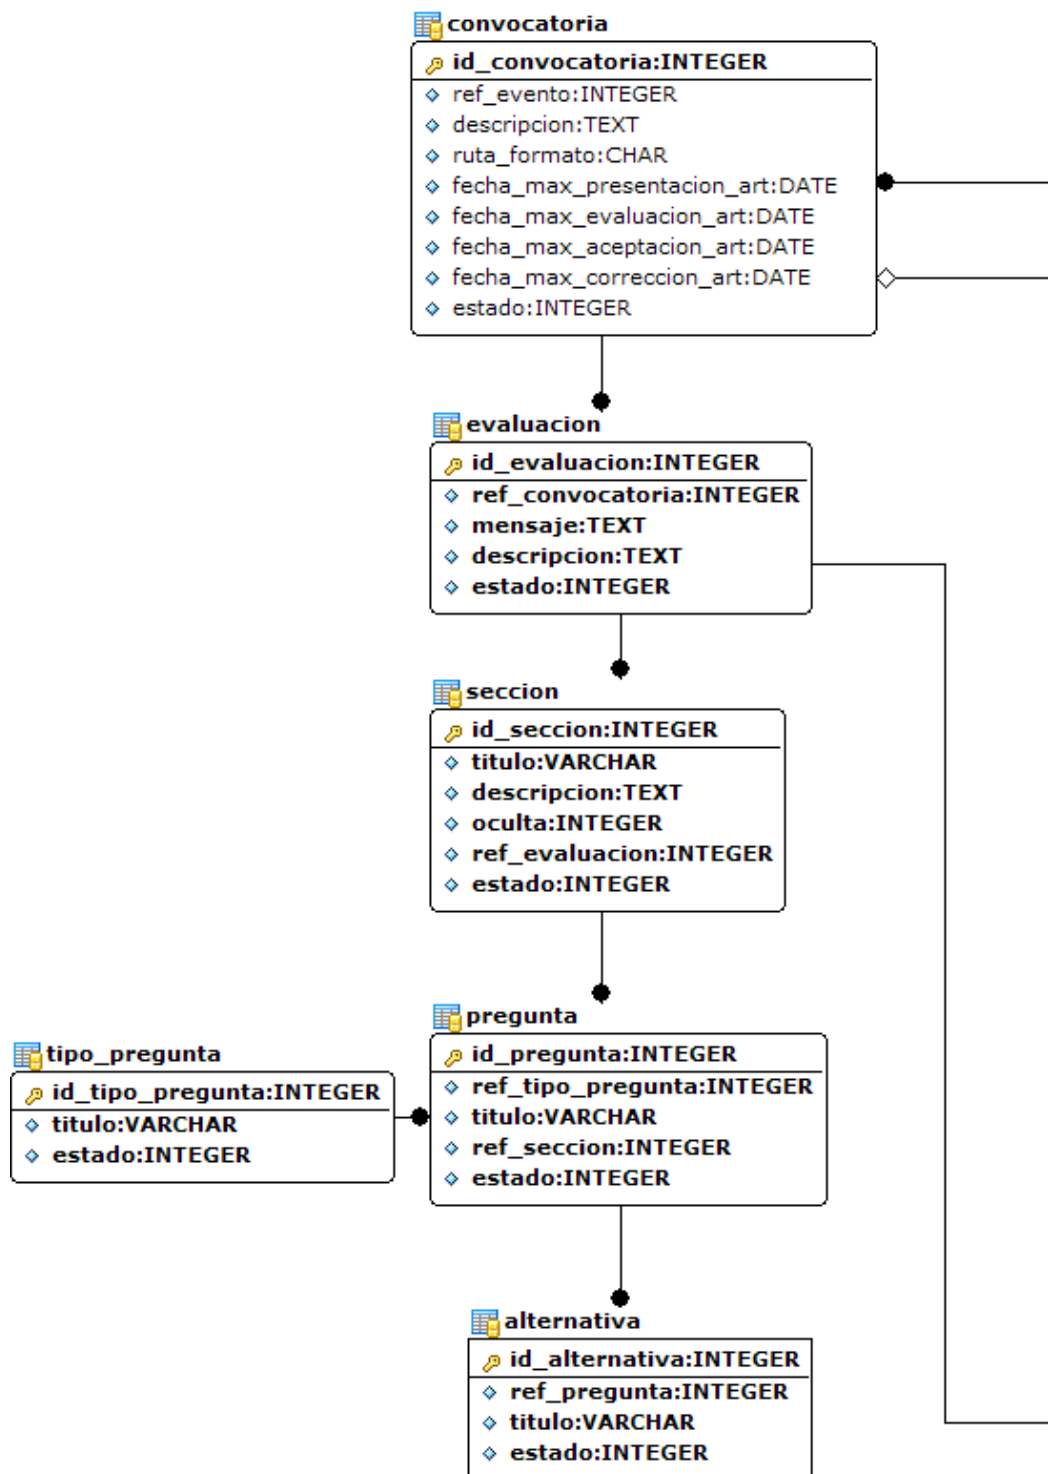 convocatoria
id_convocatoria:INTEGER
ref_evento:INTEGER
descripcion:TEXT
ruta_formato:CHAR
fecha_max_presentacion_art:DATE
fecha_max_evaluacion_art:DATE
fecha_max_aceptacion_art:DATE
fecha_max_correccion_art:DATE
estado:INTEGER
evaluacion
id_evaluacion:INTEGER
ref_convocatoria:INTEGER
mensaje:TEXT
descripcion:TEXT
estado:INTEGER
seccion
id_seccion:INTEGER
titulo:VARCHAR
descripcion:TEXT
oculta:INTEGER
ref_evaluacion:INTEGER
estado:INTEGER
tipo_pregunta
id_tipo_pregunta:INTEGER
titulo:VARCHAR
estado:INTEGER
pregunta
id_pregunta:INTEGER
ref_tipo_pregunta:INTEGER
titulo:VARCHAR
ref_seccion:INTEGER
estado:INTEGER
alternativa
id_alternativa:INTEGER
ref_pregunta:INTEGER
titulo:VARCHAR
estado:INTEGER